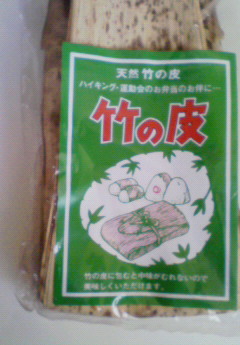 天然 竹の皮
ハイキング・運動会のお弁当のお伴に…
竹の皮
竹の皮に包むと中味がむれないので
美味しくいただけます。